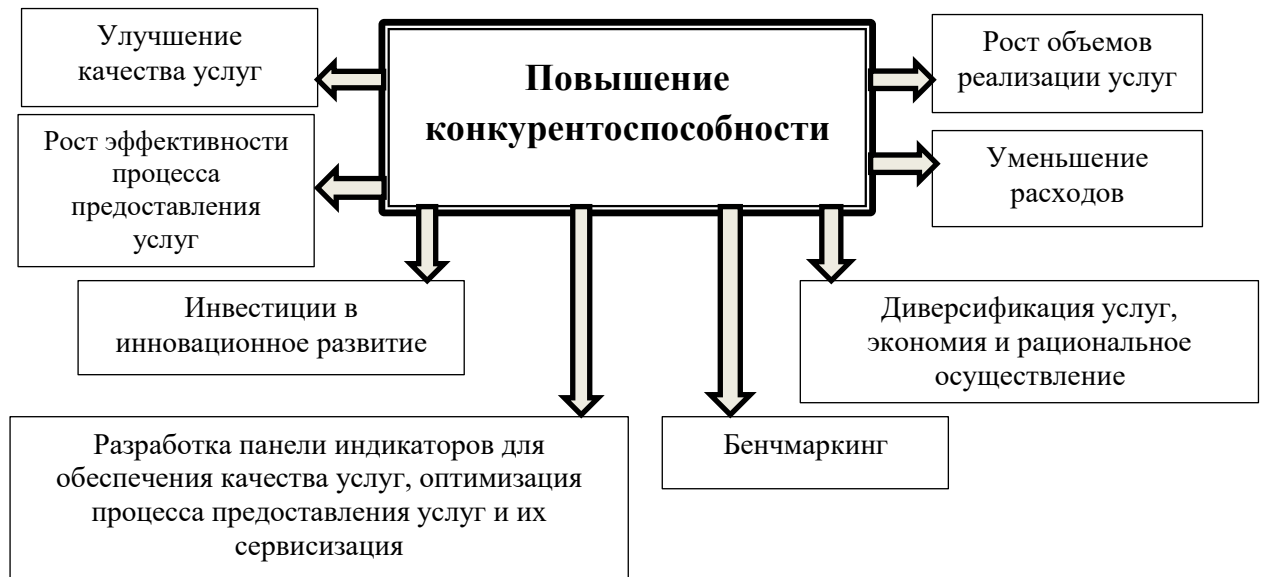 Улучшение
качества услуг
Повышение
конкурентоспособности
Рост объемов
реализации услуг
Рост эффективности
процесса
предоставления
услуг
Уменьшение
расходов
Инвестиции в
инновационное развитие
Диверсификация услуг,
экономия и рациональное
осуществление
Разработка панели индикаторов для
обеспечения качества услуг, оптимизация
процесса предоставления услуг и их
сервисизация
Бенчмаркинг